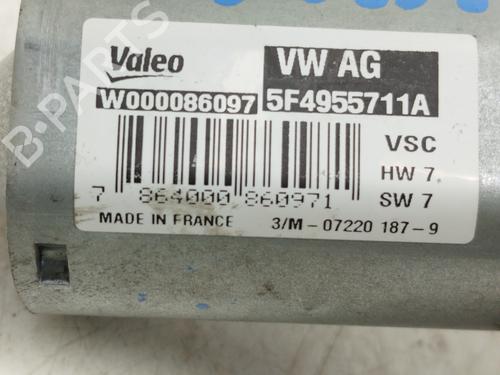 Valeo
VW AG
W000086097
5F4955711A
VSC
HW 7
SW 7
7 864000 860971
MADE IN FRANCE
3/M - 07220 187 - 9